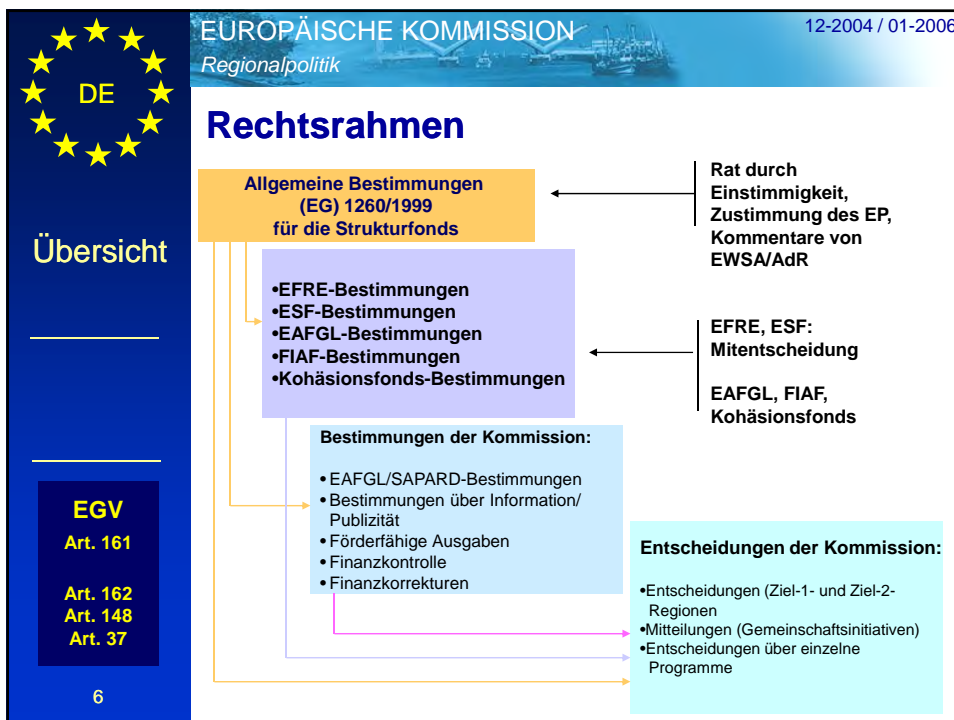 EUROPÄISCHE KOMMISSION
Regionalpolitik
12-2004 / 01-2006
DE
Übersicht
EGV
Art. 161
Art. 162
Art. 148
Art. 37
6
Rechtsrahmen
Allgemeine Bestimmungen
(EG) 1260/1999
für die Strukturfonds
Rat durch
Einstimmigkeit,
Zustimmung des EP,
Kommentare von
EWSA/AdR
•EFRE-Bestimmungen
•ESF-Bestimmungen
•EAFGL-Bestimmungen
•FIAF-Bestimmungen
•Kohäsionsfonds-Bestimmungen
EFRE, ESF:
Mitentscheidung
EAFGL, FIAF,
Kohäsionsfonds
Bestimmungen der Kommission:
• EAFGL/SAPARD-Bestimmungen
• Bestimmungen über Information/
Publizität
• Förderfähige Ausgaben
• Finanzkontrolle
• Finanzkorrekturen
Entscheidungen der Kommission:
•Entscheidungen (Ziel-1- und Ziel-2-
Regionen
•Mitteilungen (Gemeinschaftsinitiativen)
•Entscheidungen über einzelne
Programme